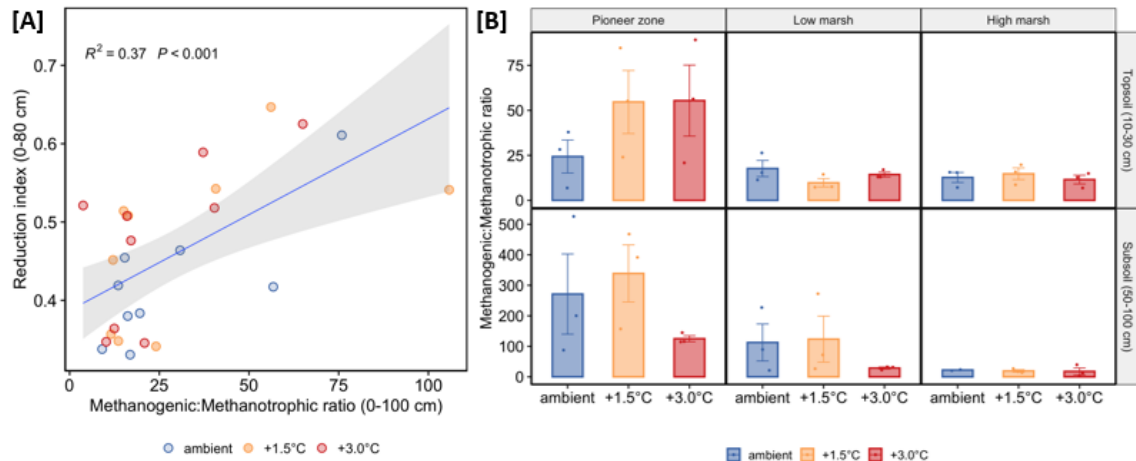 [A]
R² = 0.37 P < 0.001
Reduction index (0-80 cm)
0.7
0.6
0.5
0.4
0 25 50 75 100
Methanogenic:Methanotrophic ratio (0-100 cm)
ambient +1.5°C +3.0°C
[B]
Pioneer zone Low marsh High marsh
Methanogenic:Methanotrophic ratio
75
50
25
0
Topsoil (10-30 cm)
500
400
300
200
100
0
Subsoil (50-100 cm)
ambient +1.5°C +3.0°C ambient +1.5°C +3.0°C ambient +1.5°C +3.0°C
ambient +1.5°C +3.0°C